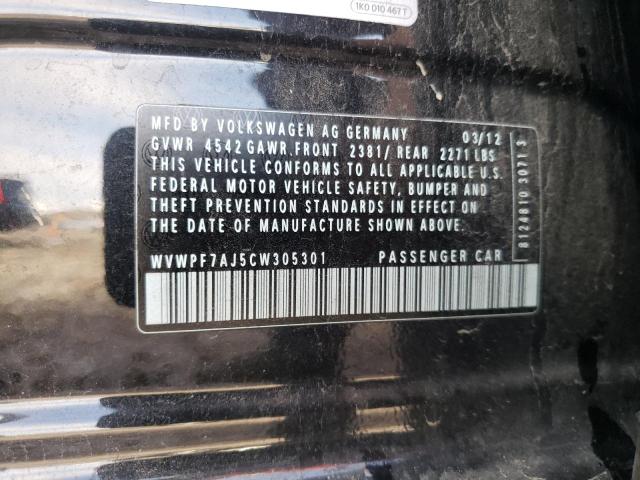 1K0 010 467 T
MFD BY VOLKSWAGEN AG GERMANY 03/12
GVWR 4542 GAWR.FRONT 2381/ REAR 2271 LBS
THIS VEHICLE CONFORMS TO ALL APPLICABLE U.S.
FEDERAL MOTOR VEHICLE SAFETY, BUMPER AND
THEFT PREVENTION STANDARDS IN EFFECT ON
THE DATE OF MANUFACTURE SHOWN ABOVE.
WVWPF7AJ5CW305301 PASSENGER CAR
8124810 3071 3